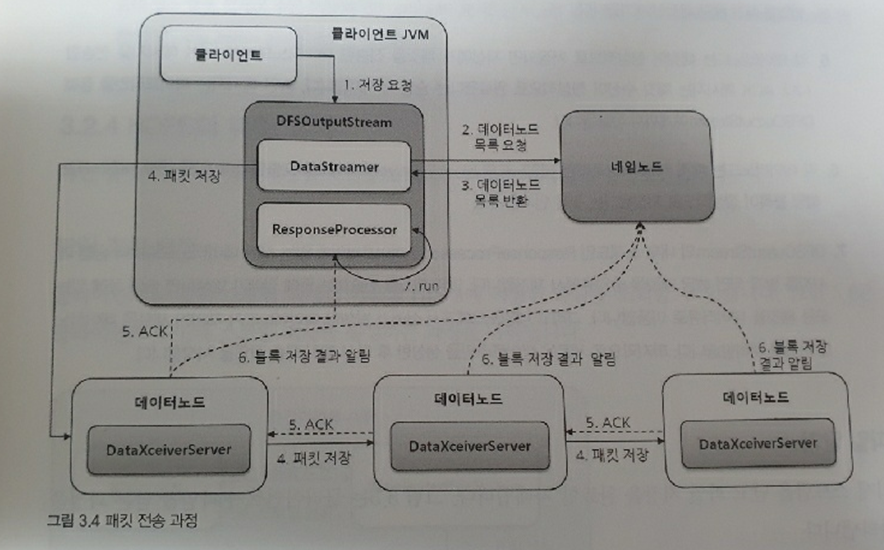 클라이언트 JVM
클라이언트
1. 저장 요청
DFSOutputStream
2. 데이터노드
목록 요청
DataStreamer
4. 패킷 저장
3. 데이터노드
목록 반환
네임노드
ResponseProcessor
7. run
5. ACK
6. 블록 저장 결과 알림
6. 블록 저장 결과 알림
6. 블록 저장
결과 알림
데이터노드
데이터노드
데이터노드
5. ACK
5. ACK
DataXceiverServer
DataXceiverServer
DataXceiverServer
4. 패킷 저장
4. 패킷 저장
그림 3.4 패킷 전송 과정